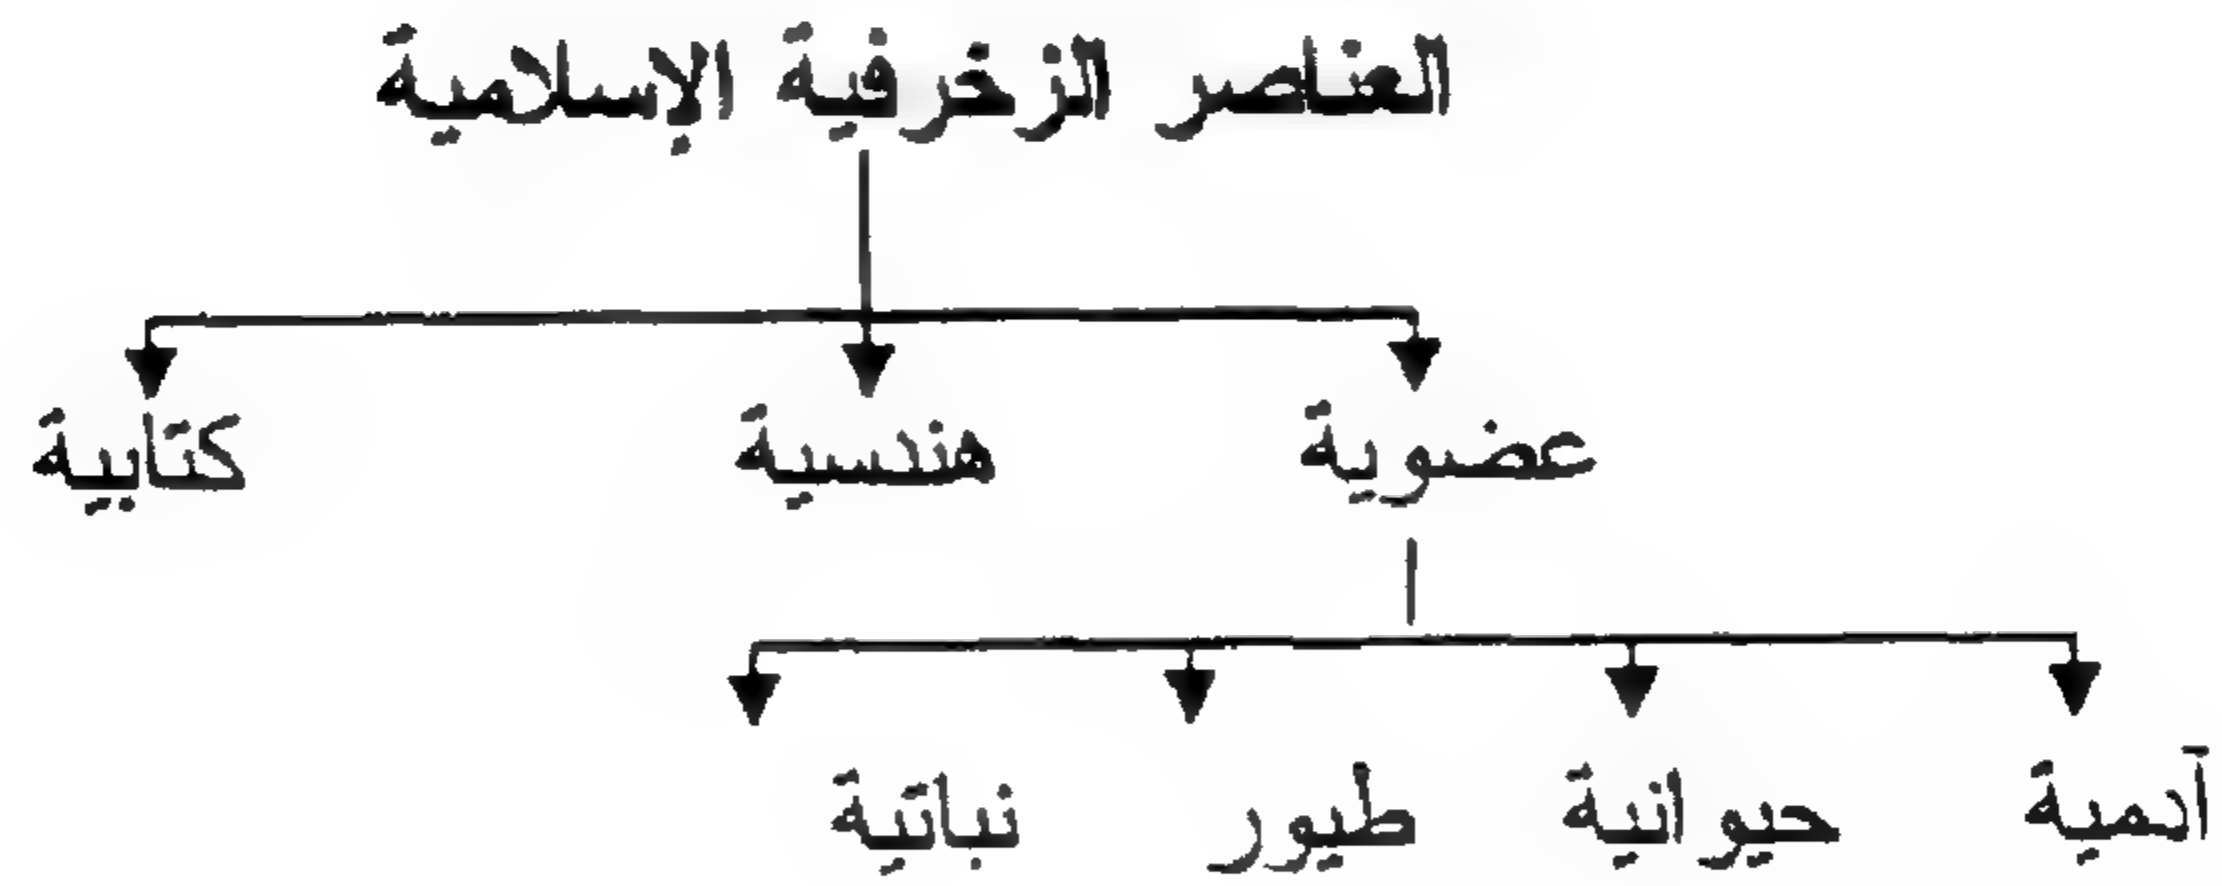 العناصر الزخرفية الإسلامية
عضوية هندسية كتابية
آدمية حيوانية طيور نباتية